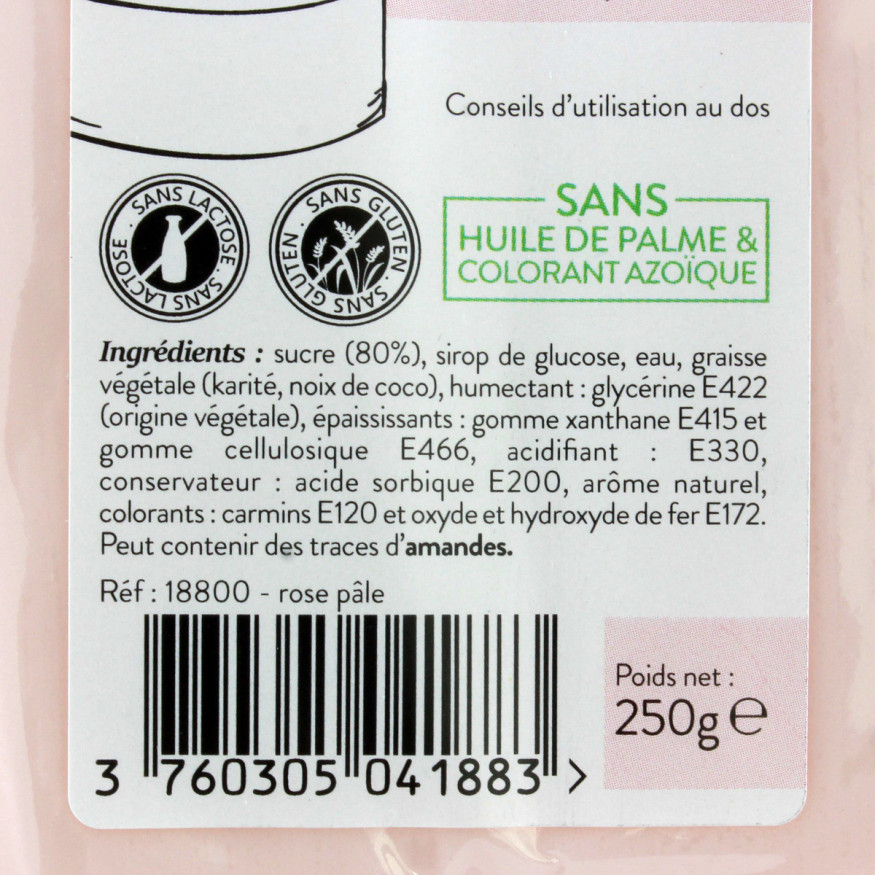 Conseils d'utilisation au dos
SANS LACTOSE . SANS LACTOSE .
SANS GLUTEN . SANS GLUTEN .
SANS
HUILE DE PALME &
COLORANT AZOÏQUE
Ingrédients : sucre (80%), sirop de glucose, eau, graisse
végétale (karité, noix de coco), humectant : glycérine E422
(origine végétale), épaississants : gomme xanthane E415 et
gomme cellulosique E466, acidifiant : E330,
conservateur : acide sorbique E200, arôme naturel,
colorants : carmins E120 et oxyde et hydroxyde de fer E172.
Peut contenir des traces d'amandes.
Réf : 18800 - rose pâle
Poids net :
250g ℮
3 760305 041883 >